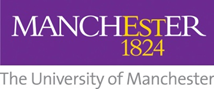 MANCHESTER
1824
The University of Manchester